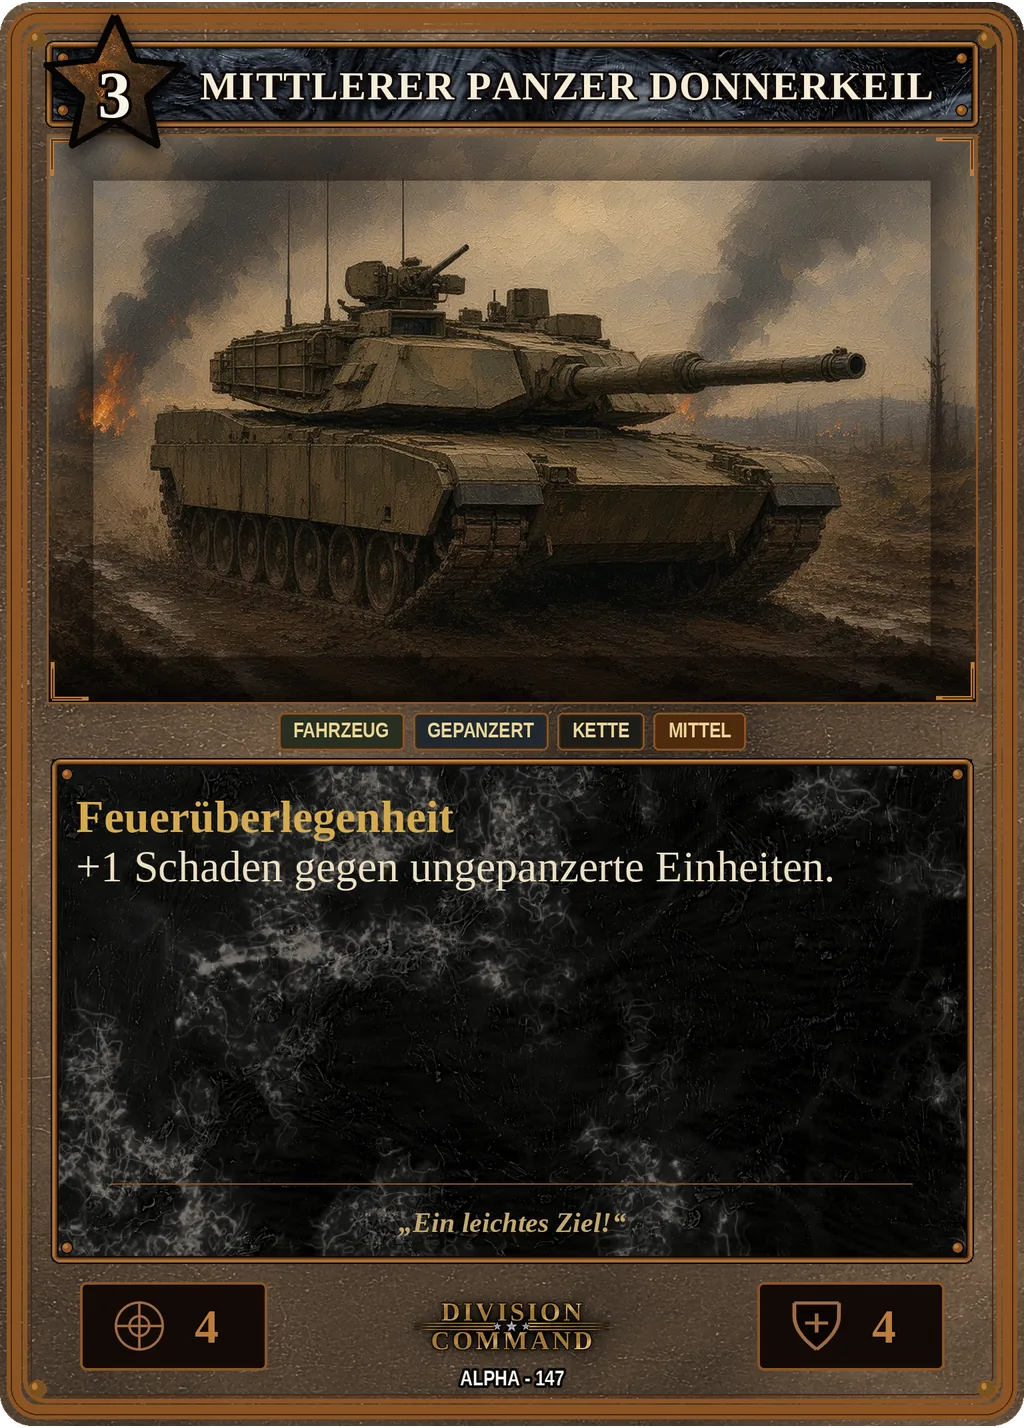 3
MITTLERER PANZER DONNERKEIL
FAHRZEUG GEPANZERT KETTE MITTEL
Feuerüberlegenheit
+1 Schaden gegen ungepanzerte Einheiten.
„Ein leichtes Ziel!“
4
DIVISION
COMMAND
4
ALPHA - 147